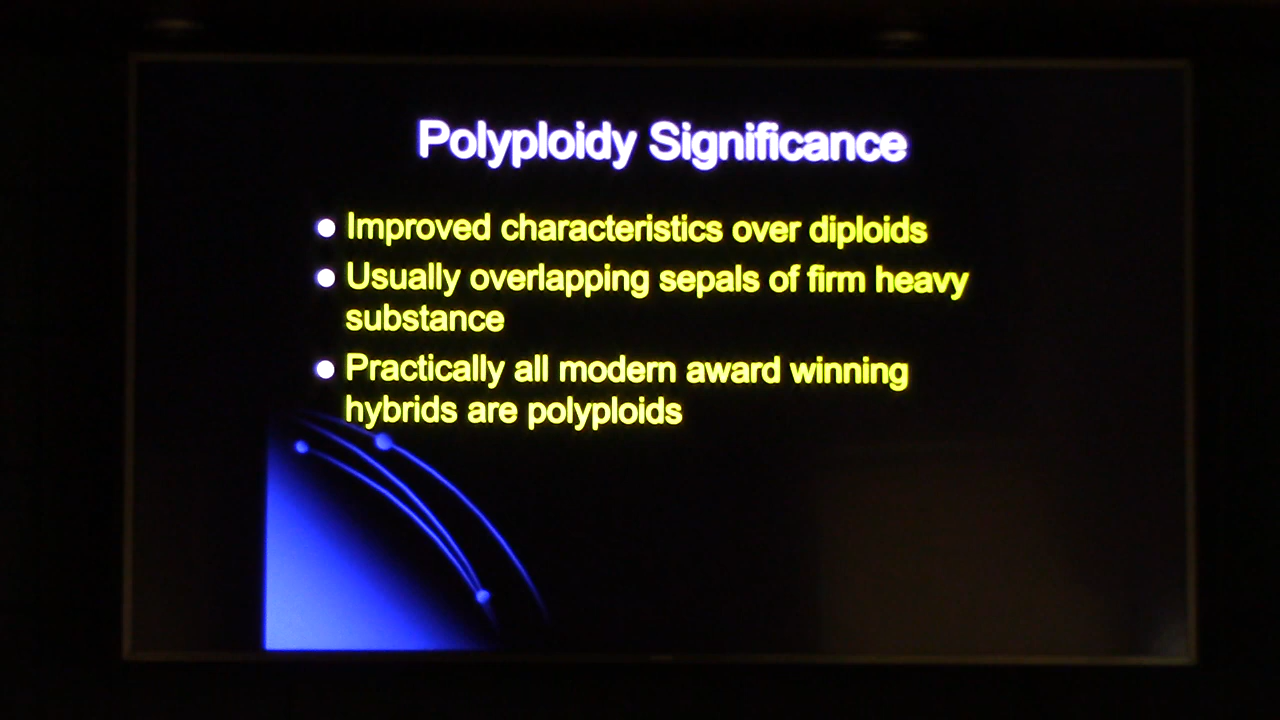 Polyploidy Significance
Improved characteristics over diploids
Usually overlapping sepals of firm heavy
substance
Practically all modern award winning
hybrids are polyploids